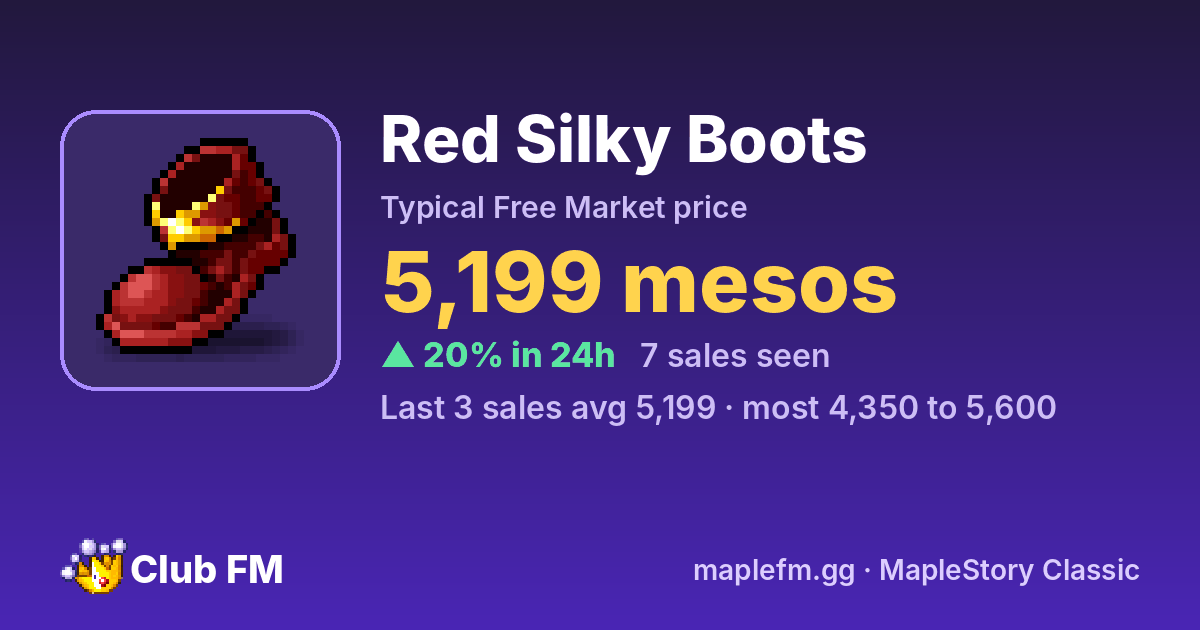 Red Silky Boots
Typical Free Market price
5,199 mesos
▲ 20% in 24h 7 sales seen
Last 3 sales avg 5,199 · most 4,350 to 5,600
Club FM
maplefm.gg · MapleStory Classic